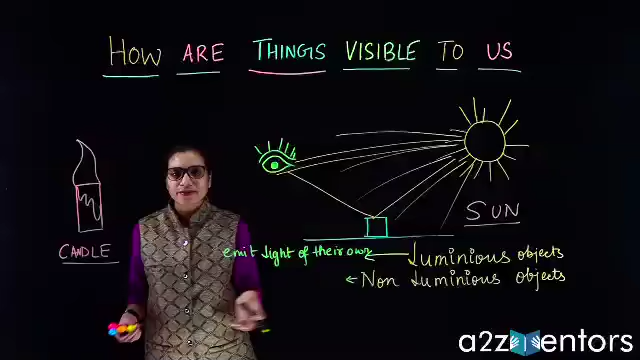 HOW ARE THINGS VISIBLE TO US
CANDLE
SUN
emit light of their own ← Luminious objects
← Non Luminious objects
a2zmentors